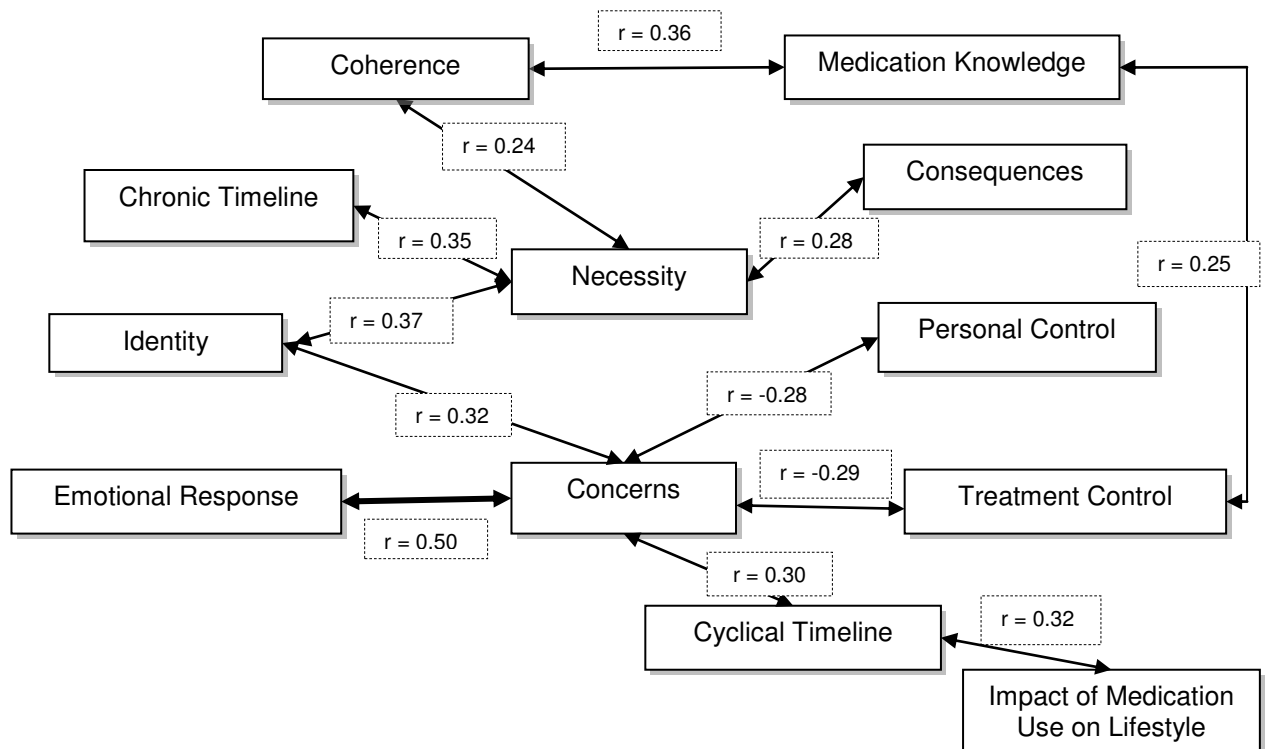 r = 0.36
Coherence
Medication Knowledge
r = 0.24
Consequences
Chronic Timeline
r = 0.35
r = 0.28
r = 0.25
Necessity
r = 0.37
Identity
Personal Control
r = -0.28
r = 0.32
r = -0.29
Emotional Response
Concerns
Treatment Control
r = 0.50
r = 0.30
Cyclical Timeline
r = 0.32
Impact of Medication
Use on Lifestyle